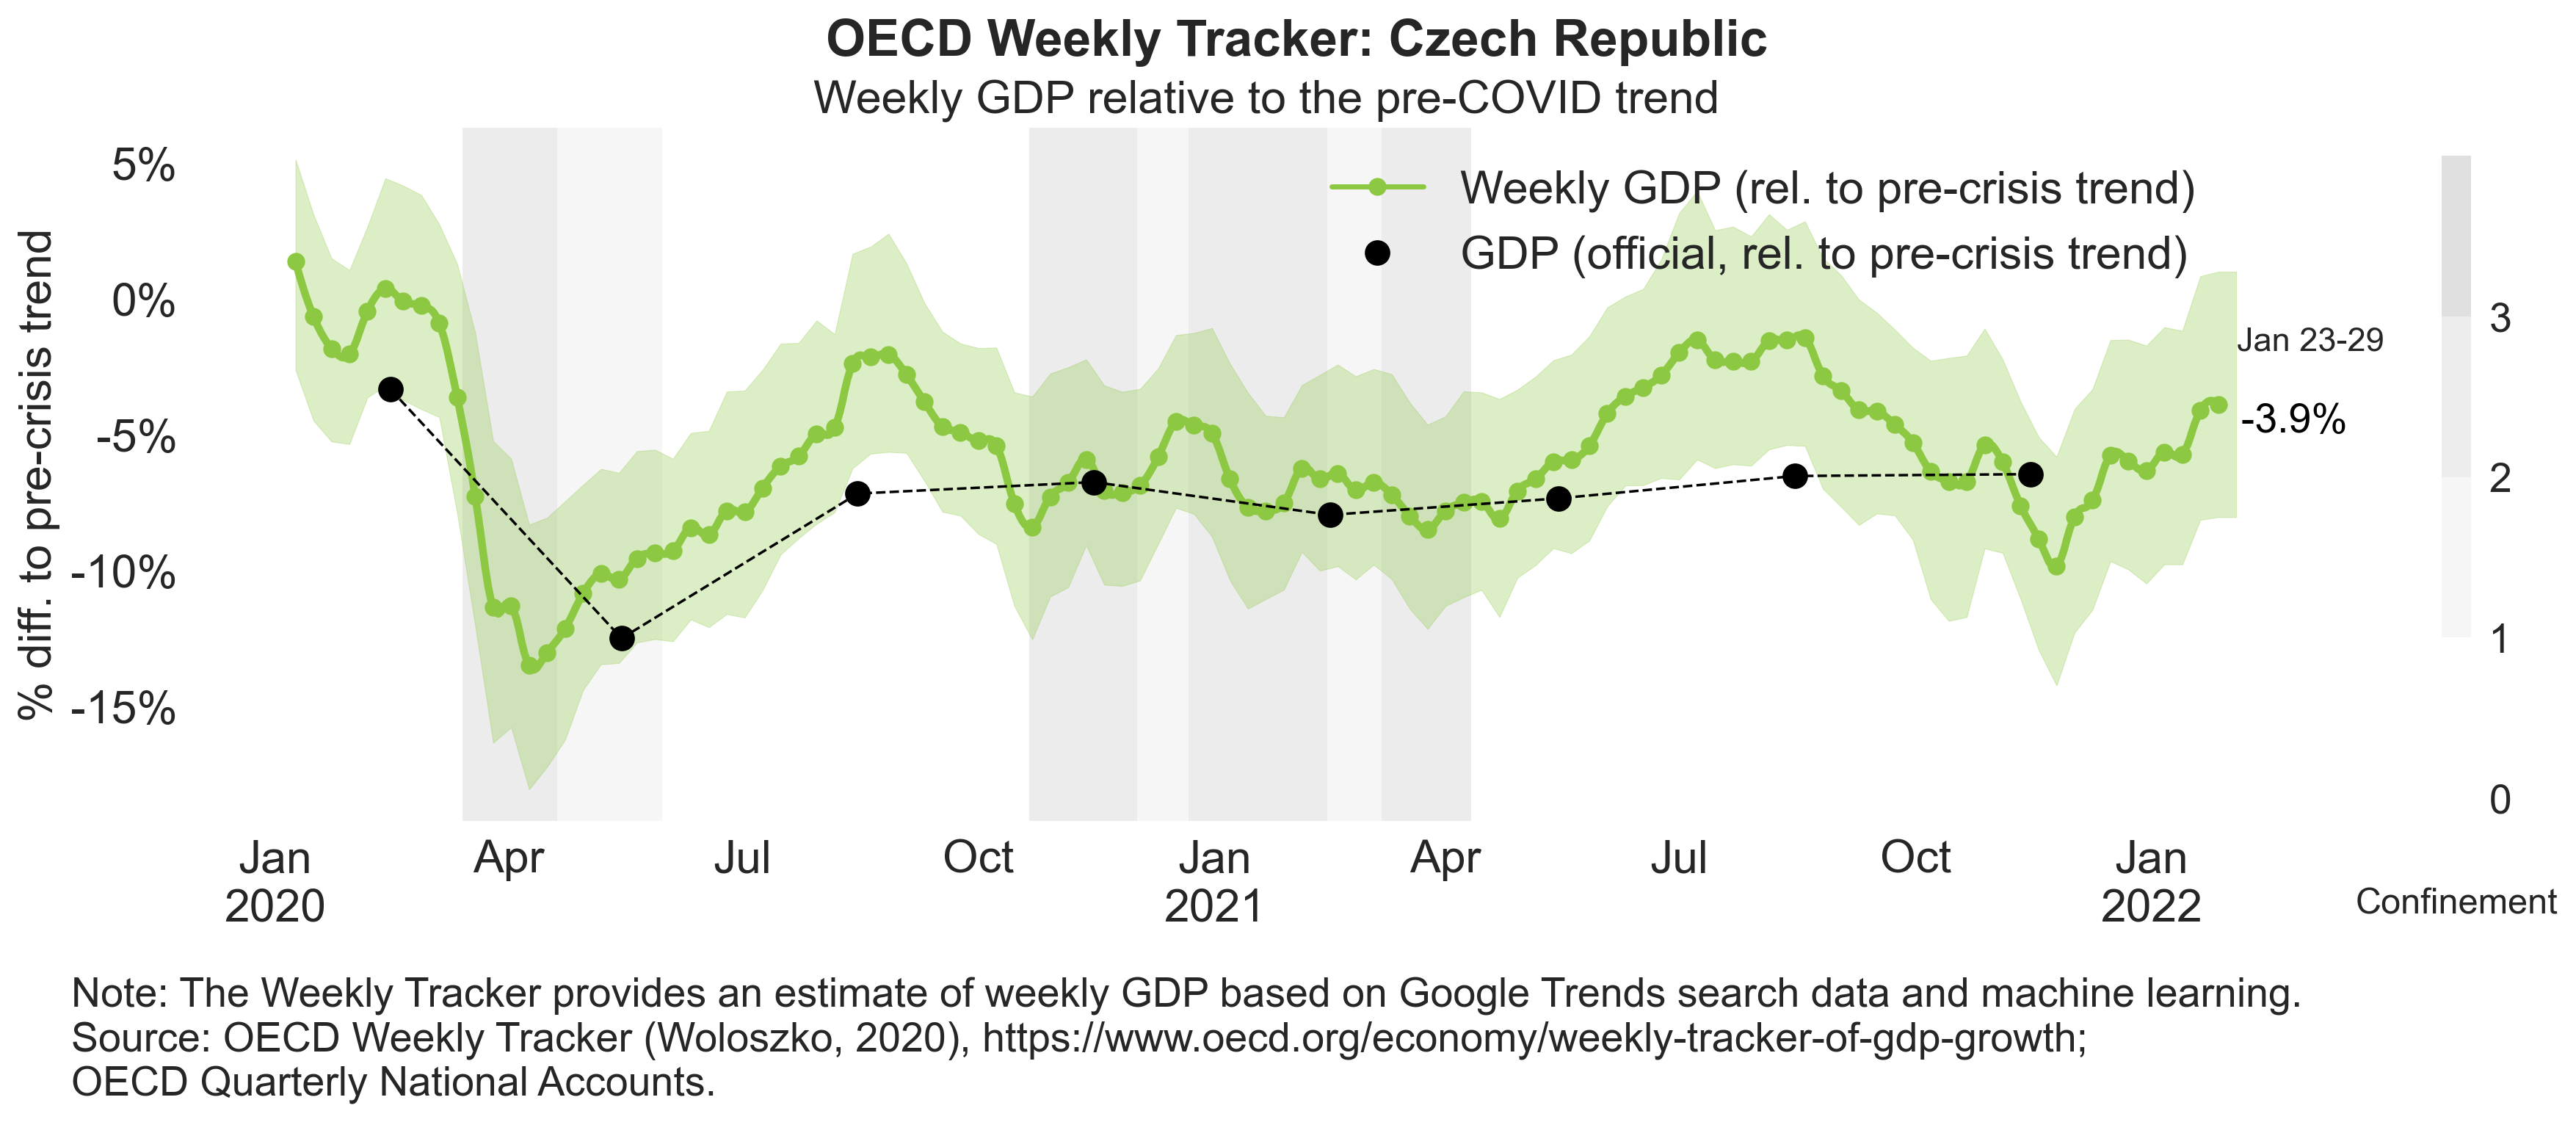 OECD Weekly Tracker: Czech Republic
Weekly GDP relative to the pre-COVID trend
% diff. to pre-crisis trend
5%
0%
-5%
-10%
-15%
Weekly GDP (rel. to pre-crisis trend)
GDP (official, rel. to pre-crisis trend)
Jan 23-29
-3.9%
3
2
1
0
Confinement
Jan Apr Jul Oct Jan Apr Jul Oct Jan
2020 2021 2022
Note: The Weekly Tracker provides an estimate of weekly GDP based on Google Trends search data and machine learning.
Source: OECD Weekly Tracker (Woloszko, 2020), https://www.oecd.org/economy/weekly-tracker-of-gdp-growth;
OECD Quarterly National Accounts.